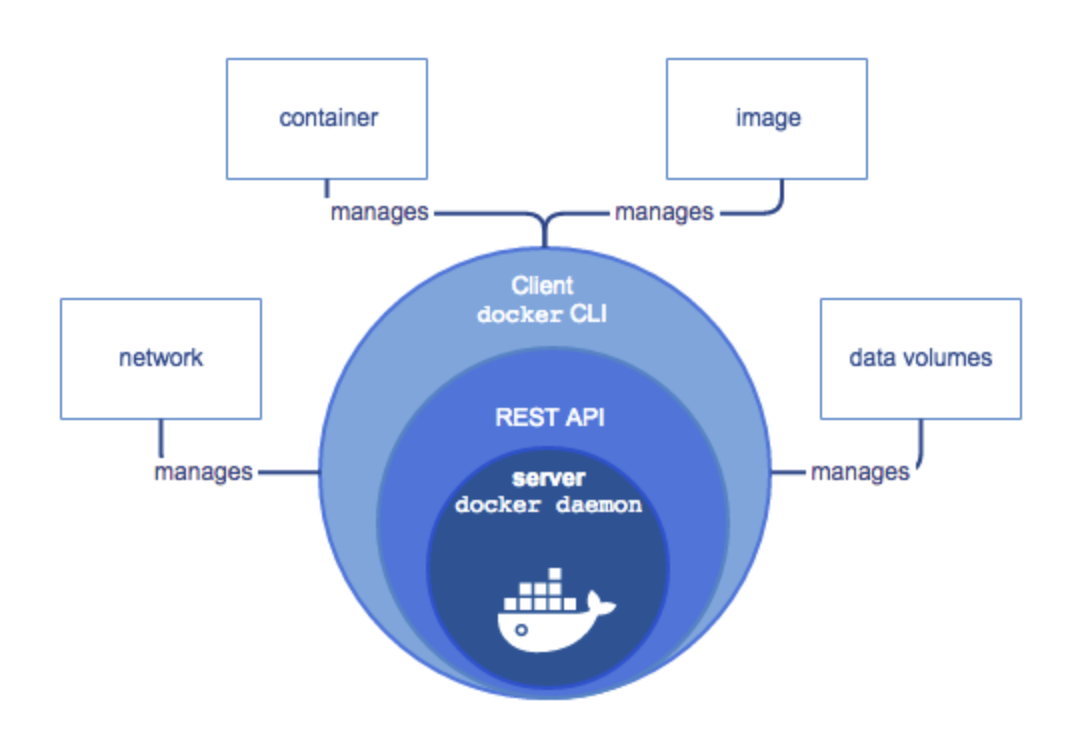 container
image
manages
manages
Client
docker CLI
network
data volumes
REST API
manages
manages
server
docker daemon